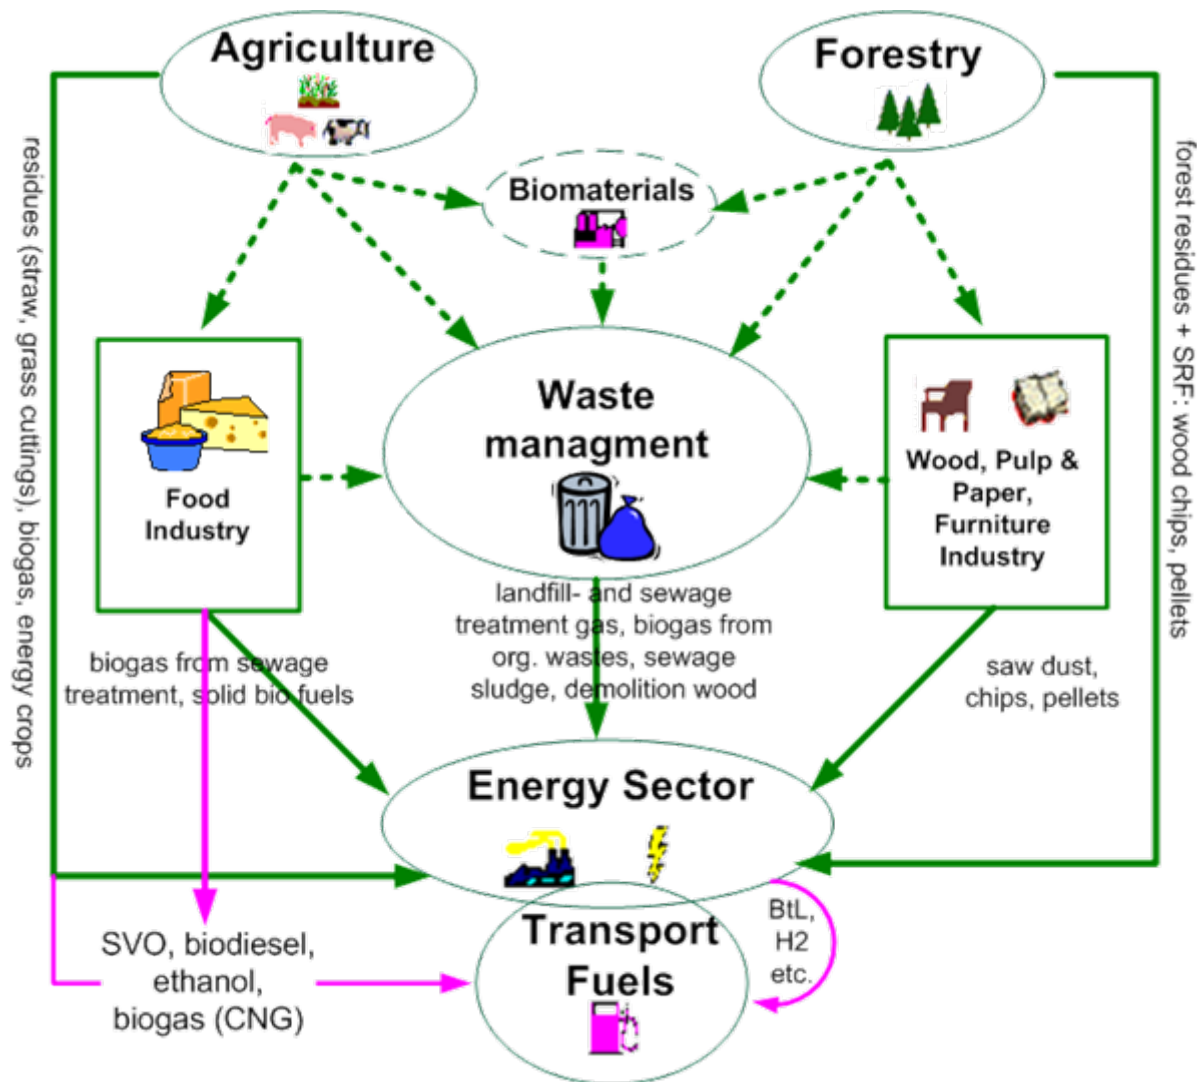 Agriculture
Forestry
Biomaterials
residues (straw, grass cuttings), biogas, energy crops
forest residues + SRF: wood chips, pellets
Food
Industry
Waste
managment
Wood, Pulp &
Paper,
Furniture
Industry
landfill- and sewage
treatment gas, biogas from
org. wastes, sewage
sludge, demolition wood
biogas from sewage
treatment, solid bio fuels
saw dust,
chips, pellets
Energy Sector
Transport
Fuels
BtL,
H2
etc.
SVO, biodiesel,
ethanol,
biogas (CNG)